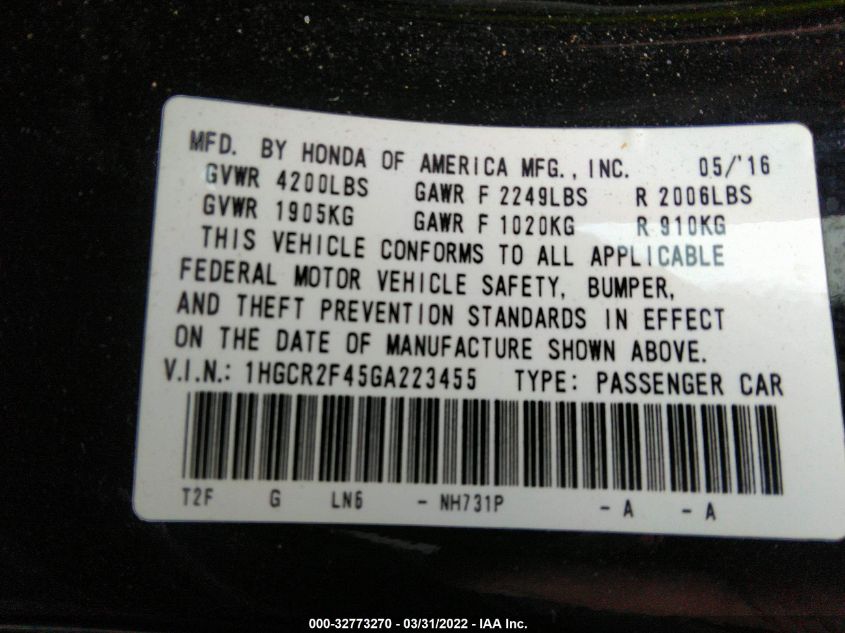 MFD. BY HONDA OF AMERICA MFG., INC. 05/'16
GVWR 4200LBS GAWR F 2249LBS R 2006LBS
GVWR 1905KG GAWR F 1020KG R 910KG
THIS VEHICLE CONFORMS TO ALL APPLICABLE
FEDERAL MOTOR VEHICLE SAFETY, BUMPER,
AND THEFT PREVENTION STANDARDS IN EFFECT
ON THE DATE OF MANUFACTURE SHOWN ABOVE.
V.I.N.: 1HGCR2F45GA223455 TYPE: PASSENGER CAR
T2F G LN6 - NH731P - A - A
000-32773270 - 03/31/2022 - IAA Inc.